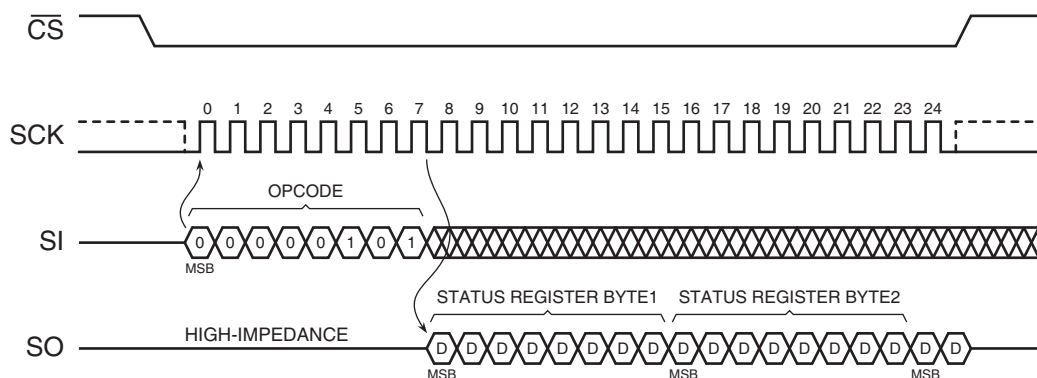 CS
SCK 0 1 2 3 4 5 6 7 8 9 10 11 12 13 14 15 16 17 18 19 20 21 22 23 24
OPCODE
SI 0 0 0 0 0 1 0 1
MSB
STATUS REGISTER BYTE1 STATUS REGISTER BYTE2
HIGH-IMPEDANCE
SO D D D D D D D D D D D D D D D D D D
MSB MSB MSB